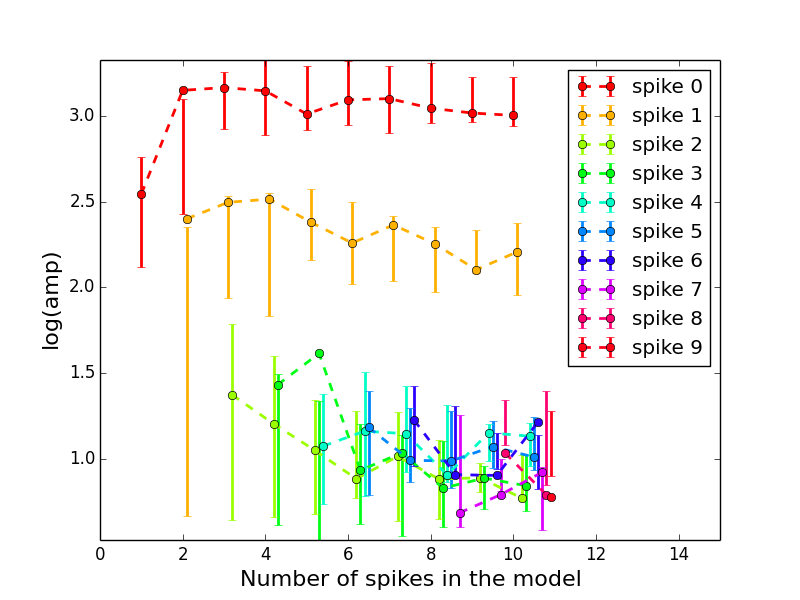 3.0
2.5
2.0
1.5
1.0
log(amp)
0 2 4 6 8 10 12 14
Number of spikes in the model
spike 0
spike 1
spike 2
spike 3
spike 4
spike 5
spike 6
spike 7
spike 8
spike 9